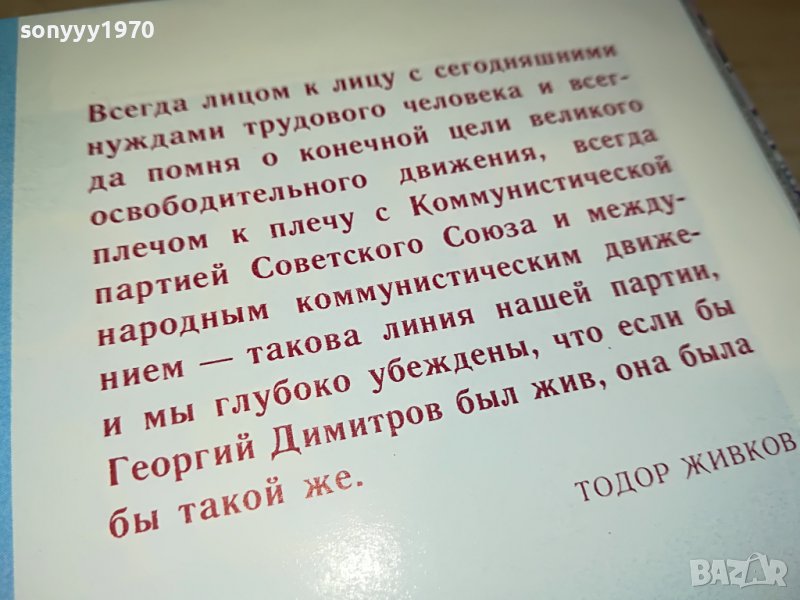 sonyyy1970
Всегда лицом к лицу с сегодняшними
нуждами трудового человека и всег-
да помня о конечной цели великого
освободительного движения, всегда
плечом к плечу с Коммунистической
партией Советского Союза и между-
народным коммунистическим движе-
нием — такова линия нашей партии,
и мы глубоко убеждены, что если бы
Георгий Димитров был жив, она была
бы такой же.
ТОДОР ЖИВКОВ
BAZAR